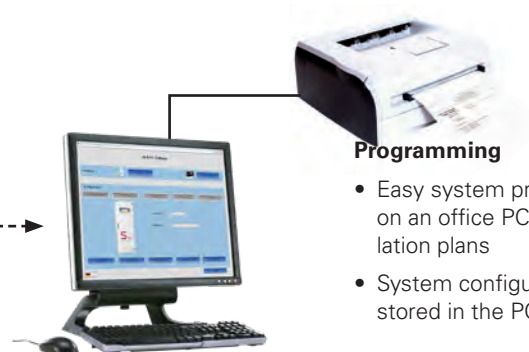 Programming
• Easy system pr
on an office PC
lation plans
• System configu
stored in the PC